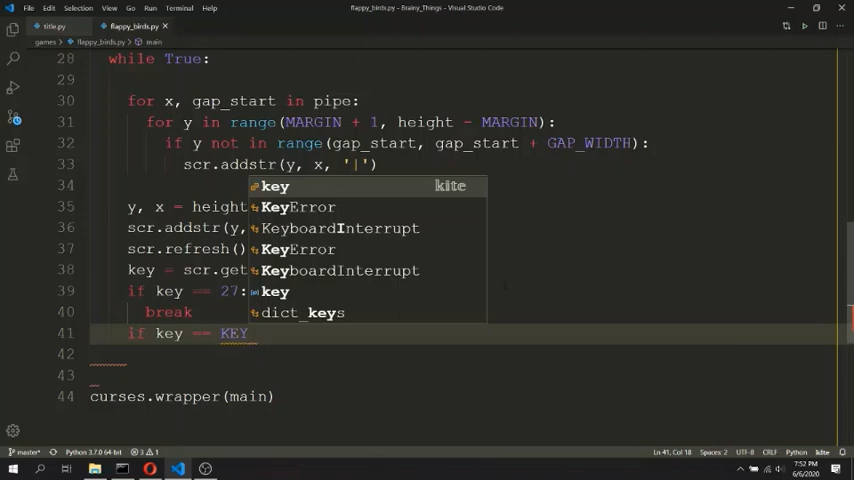 File Edit Selection View Go Run Terminal Help
flappy_birds.py - Brainy_Things - Visual Studio Code
title.py flappy_birds.py ×
games > flappy_birds.py > main
28 while True:
29
30 for x, gap_start in pipe:
31 for y in range(MARGIN + 1, height - MARGIN):
32 if y not in range(gap_start, gap_start + GAP_WIDTH):
33 scr.addstr(y, x, '|')
34
key kite
35 y, x = height
KeyError
36 scr.addstr(y,
KeyboardInterrupt
37 scr.refresh()
KeyError
38 key = scr.get
KeyboardInterrupt
39 if key == 27:
key
40 break
dict_keys
41 if key == KEY
42
43
44 curses.wrapper(main)
master* Python 3.7.0 64-bit 3 1
Ln 41, Col 18 Spaces: 2 UTF-8 CRLF Python kite
7:52 PM
6/6/2020